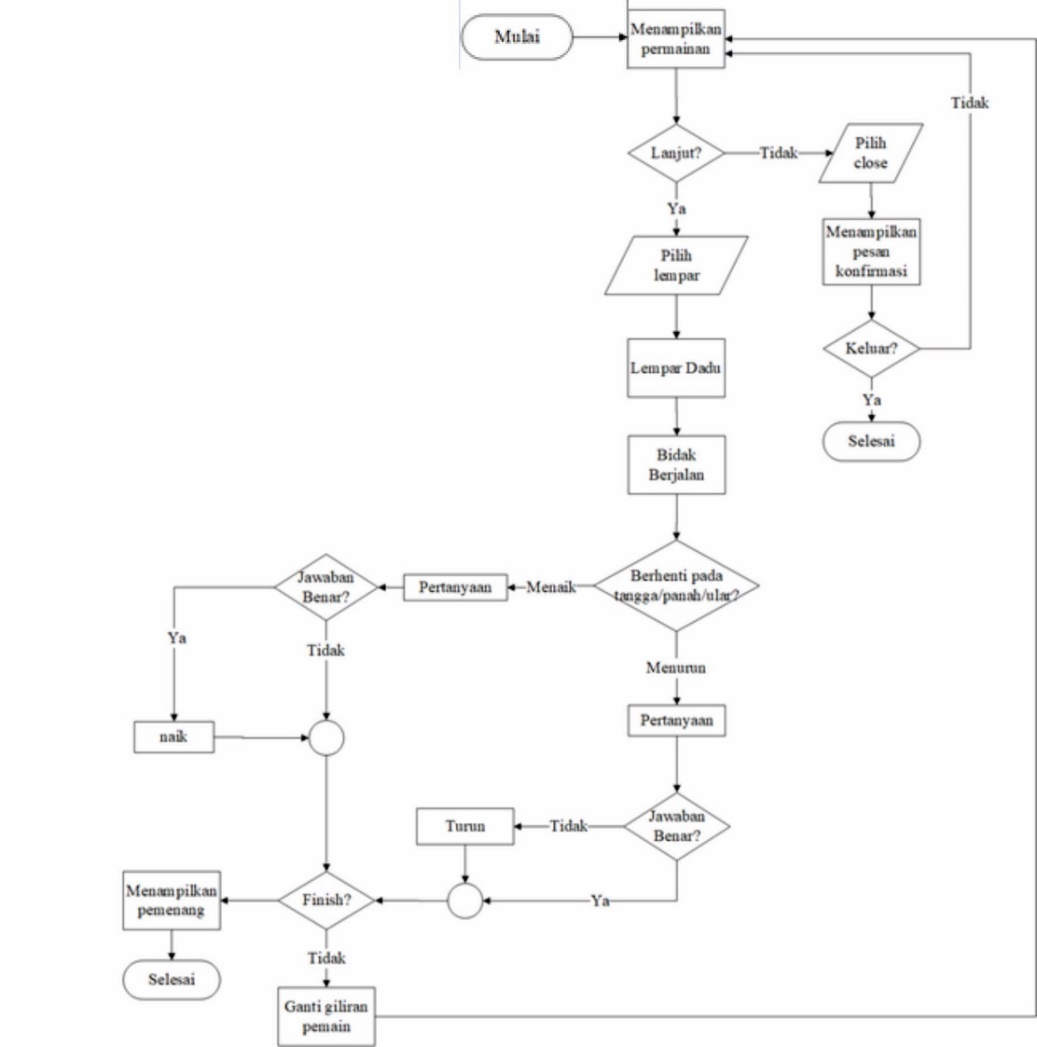 Mulai
Menampilkan
permainan
Tidak
Lanjut?
Tidak
Pilih
close
Ya
Menampilkan
pesan
konfirmasi
Pilih
lempar
Keluar?
Lempar Dadu
Ya
Selesai
Bidak
Berjalan
Jawaban
Benar?
Pertanyaan
Menaik
Berhenti pada
tangga/panah/ular?
Ya
Tidak
Menurun
naik
Pertanyaan
Turun
Tidak
Jawaban
Benar?
Menampilkan
pemenang
Finish?
Ya
Tidak
Selesai
Ganti giliran
pemain